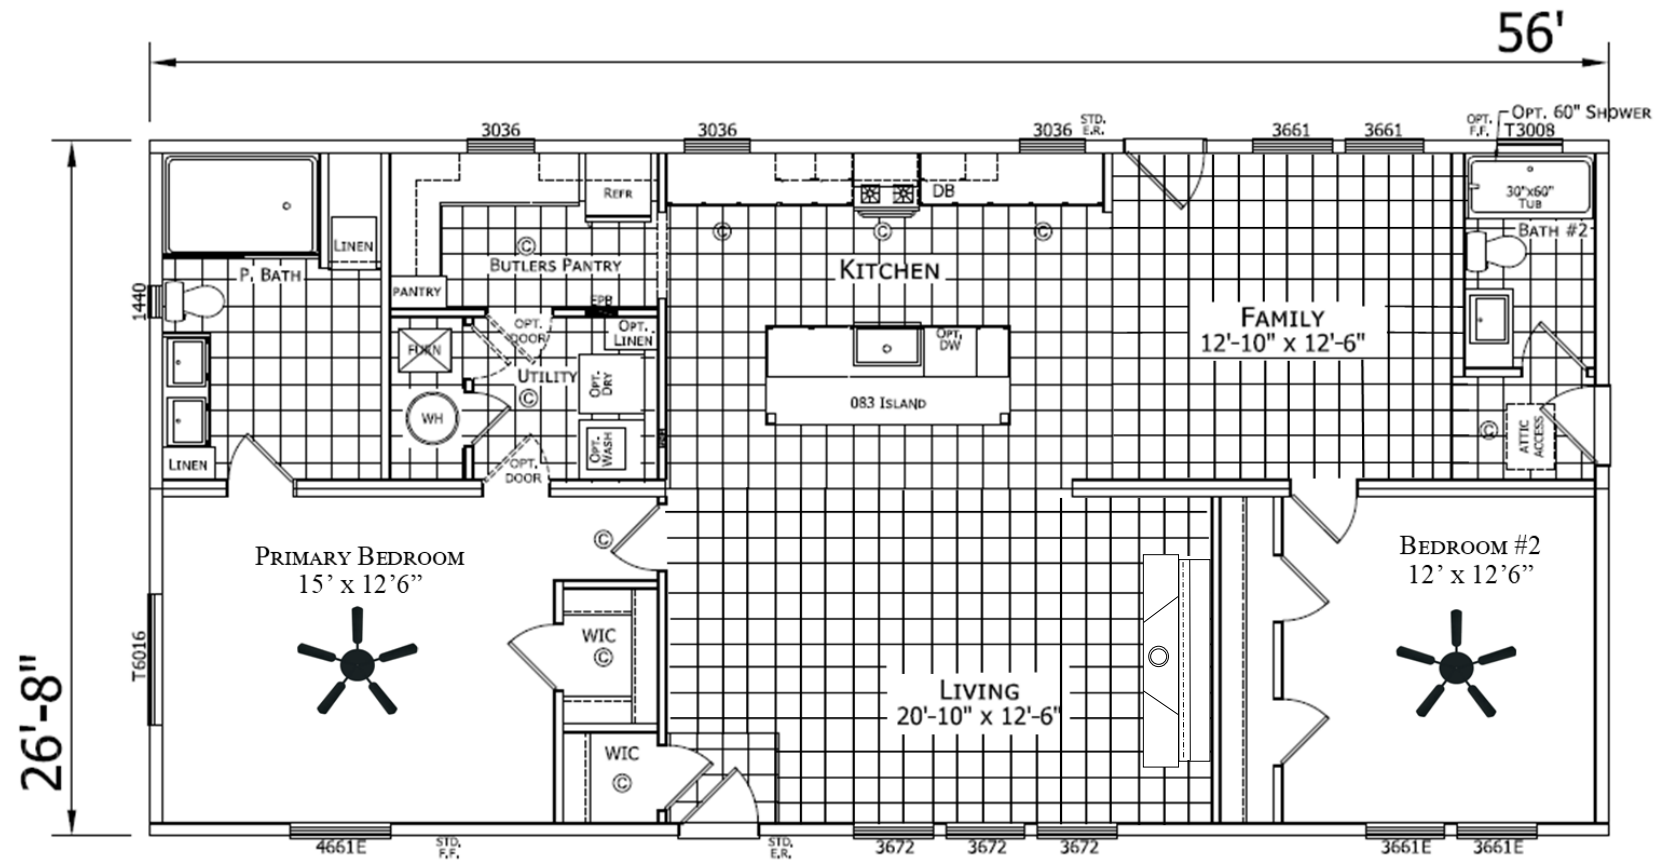 56'
OPT. 60" SHOWER
3036
3036
3036
STD.
E.R.
3661
3661
OPT.
F.F.
T3008
REFR
DB
30"x60"
TUB
LINEN
BATH #2
P. BATH
BUTLERS PANTRY
KITCHEN
PANTRY
1440
EPB
OPT.
DOOR
OPT.
LINEN
OPT.
DW
FAMILY
12'-10" x 12'-6"
FURN
UTILITY
OPT.
DRY
083 ISLAND
WH
OPT.
WASH
ATTIC
ACCESS
LINEN
OPT.
DOOR
PRIMARY BEDROOM
15’ x 12’6”
BEDROOM #2
12’ x 12’6”
WIC
T6016
26'-8"
LIVING
20'-10" x 12'-6"
WIC
4661E
STD.
F.F.
STD.
E.R.
3672
3672
3672
3661E
3661E